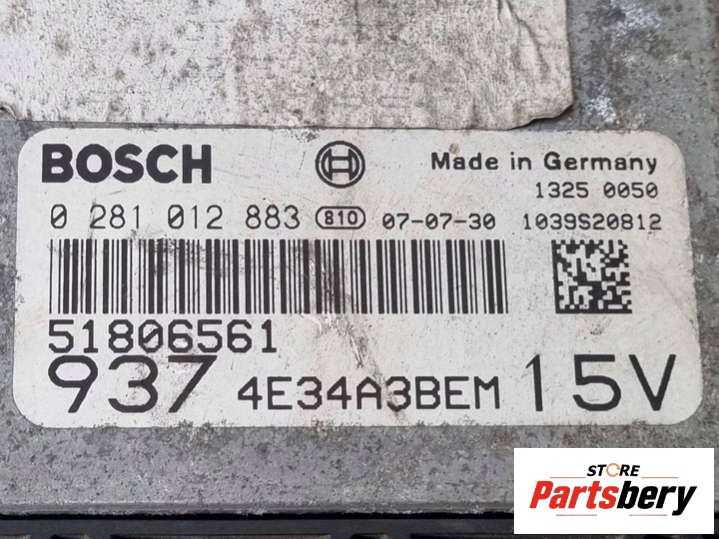 BOSCH Made in Germany
1325 0050
0 281 012 883 810 07-07-30 1039S20812
51806561
937 4E34A3BEM 15V
STORE
Partsbery